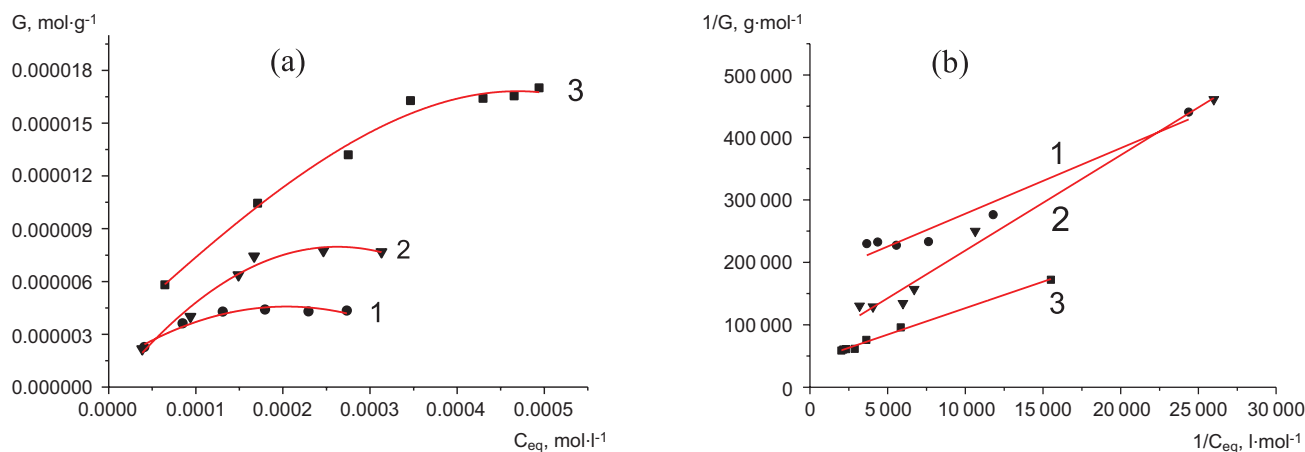 G, mol·g-1
(a)
0.000018
0.000015
0.000012
0.000009
0.000006
0.000003
0.000000
0.0000 0.0001 0.0002 0.0003 0.0004 0.0005
Ceq, mol·l-1
3
2
1
1/G, g·mol-1
(b)
500 000
400 000
300 000
200 000
100 000
0
0 5 000 10 000 15 000 20 000 25 000 30 000
1/Ceq, l·mol-1
1
2
3